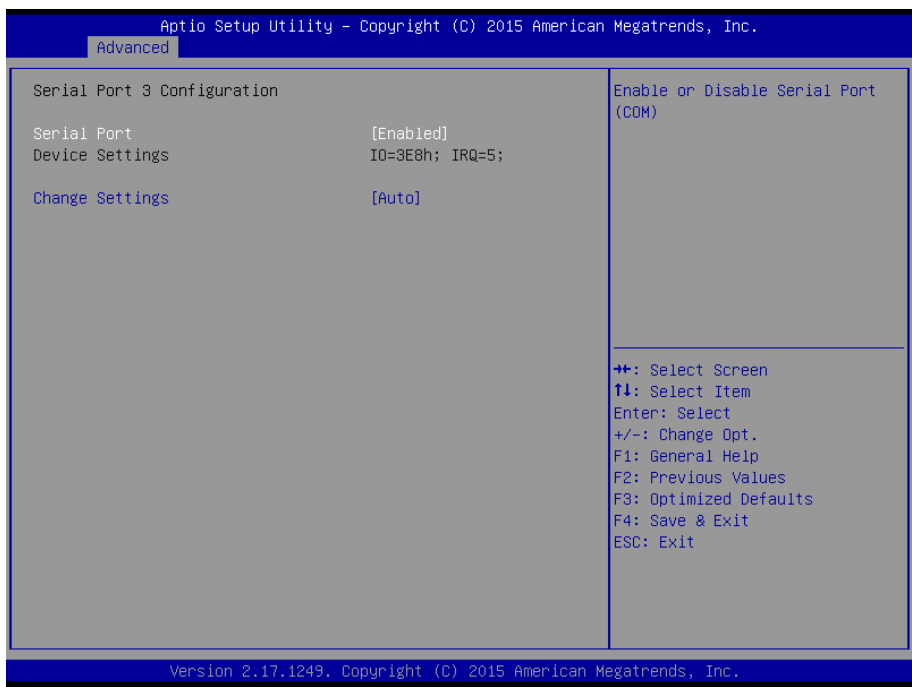 Aptio Setup Utility – Copyright (C) 2015 American Megatrends, Inc.
Advanced
Serial Port 3 Configuration
Serial Port [Enabled]
Device Settings IO=3E8h; IRQ=5;
Change Settings [Auto]
Enable or Disable Serial Port
(COM)
→←: Select Screen
↑↓: Select Item
Enter: Select
+/-: Change Opt.
F1: General Help
F2: Previous Values
F3: Optimized Defaults
F4: Save & Exit
ESC: Exit
Version 2.17.1249. Copyright (C) 2015 American Megatrends, Inc.